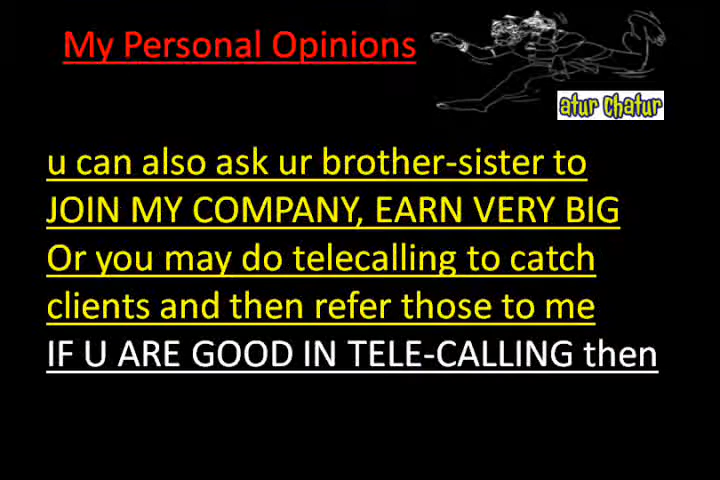 My Personal Opinions
atur chatur
u can also ask ur brother-sister to
JOIN MY COMPANY, EARN VERY BIG
Or you may do telecalling to catch
clients and then refer those to me
IF U ARE GOOD IN TELE-CALLING then